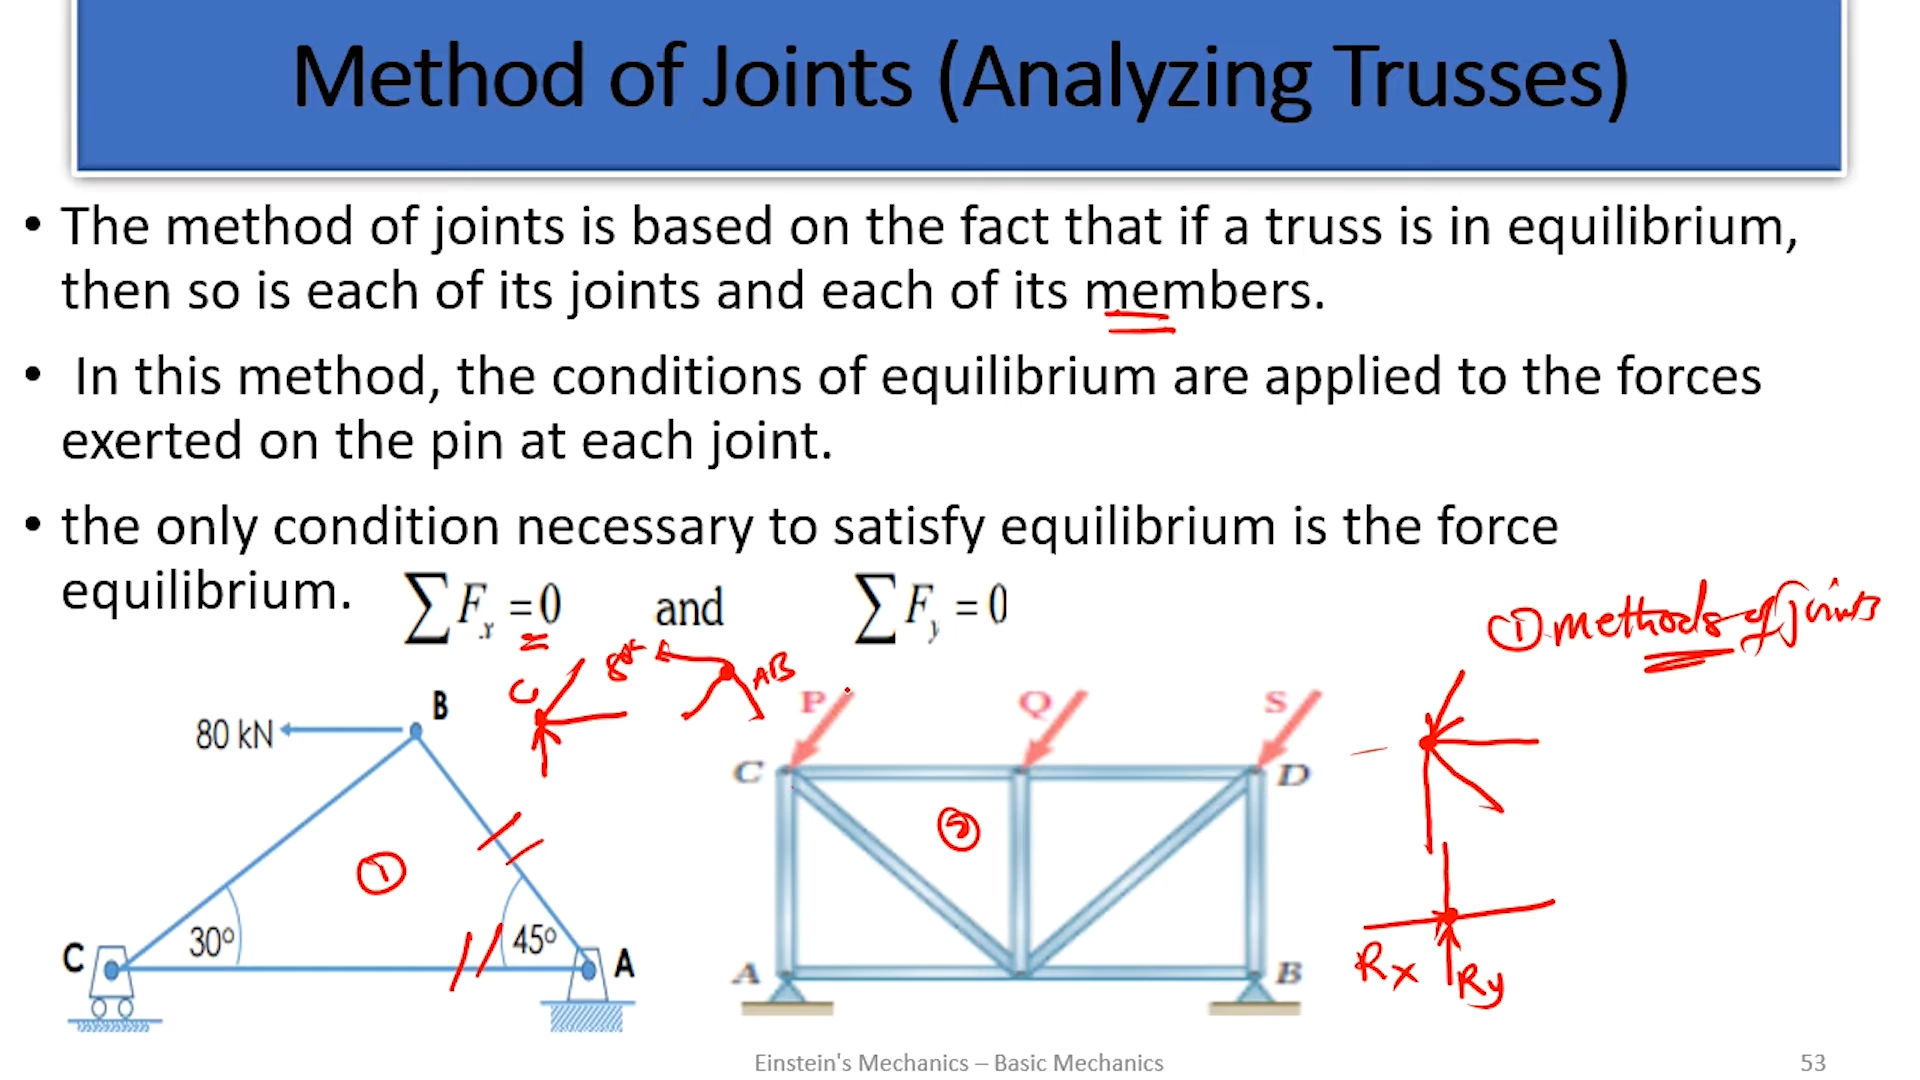 Method of Joints (Analyzing Trusses)
• The method of joints is based on the fact that if a truss is in equilibrium,
then so is each of its joints and each of its members.
• In this method, the conditions of equilibrium are applied to the forces
exerted on the pin at each joint.
• the only condition necessary to satisfy equilibrium is the force
equilibrium. ∑Fx = 0 and ∑Fy = 0
① methods of joints
C
AB
B
80 kN
①
30°
45°
C
A
P
Q
S
C
D
②
A
B
Rx
Ry
Einstein's Mechanics – Basic Mechanics
53